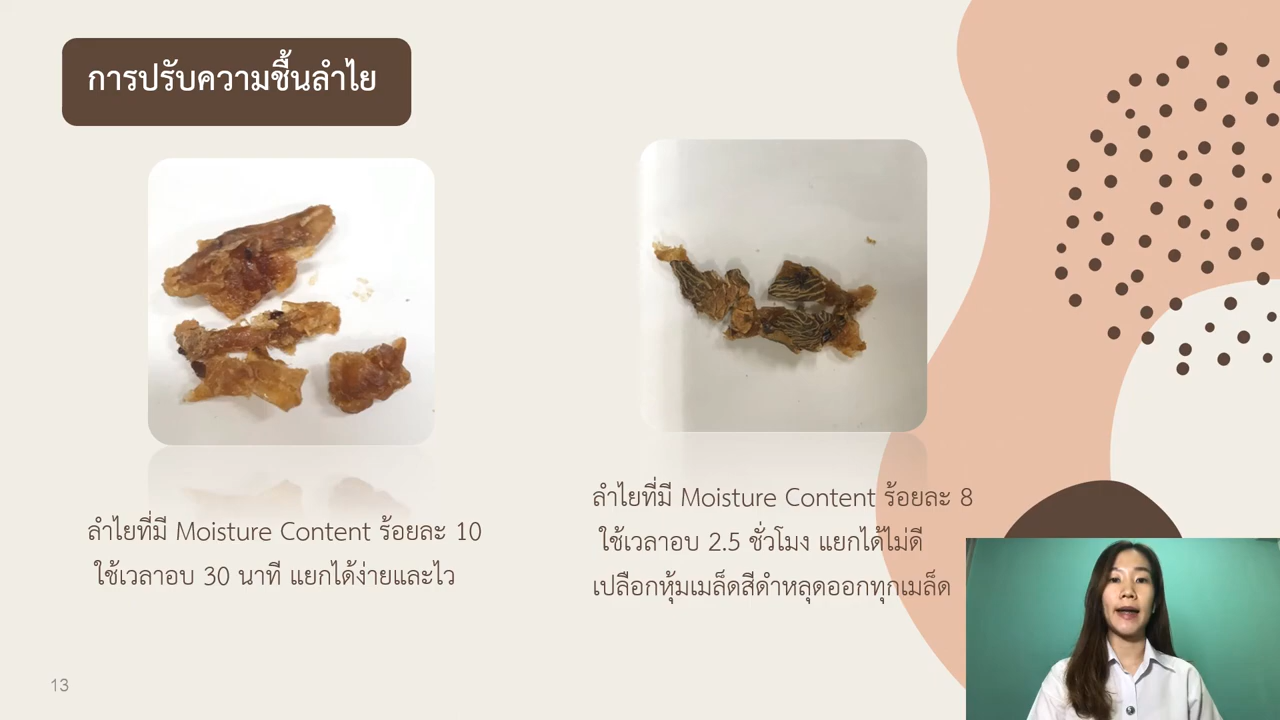 การปรับความชื้นลำไย
ลำไยที่มี Moisture Content ร้อยละ 10
ใช้เวลาอบ 30 นาที แยกได้ง่ายและไว
ลำไยที่มี Moisture Content ร้อยละ 8
ใช้เวลาอบ 2.5 ชั่วโมง แยกได้ไม่ดี
เปลือกหุ้มเมล็ดสีดำหลุดออกทุกเมล็ด
13